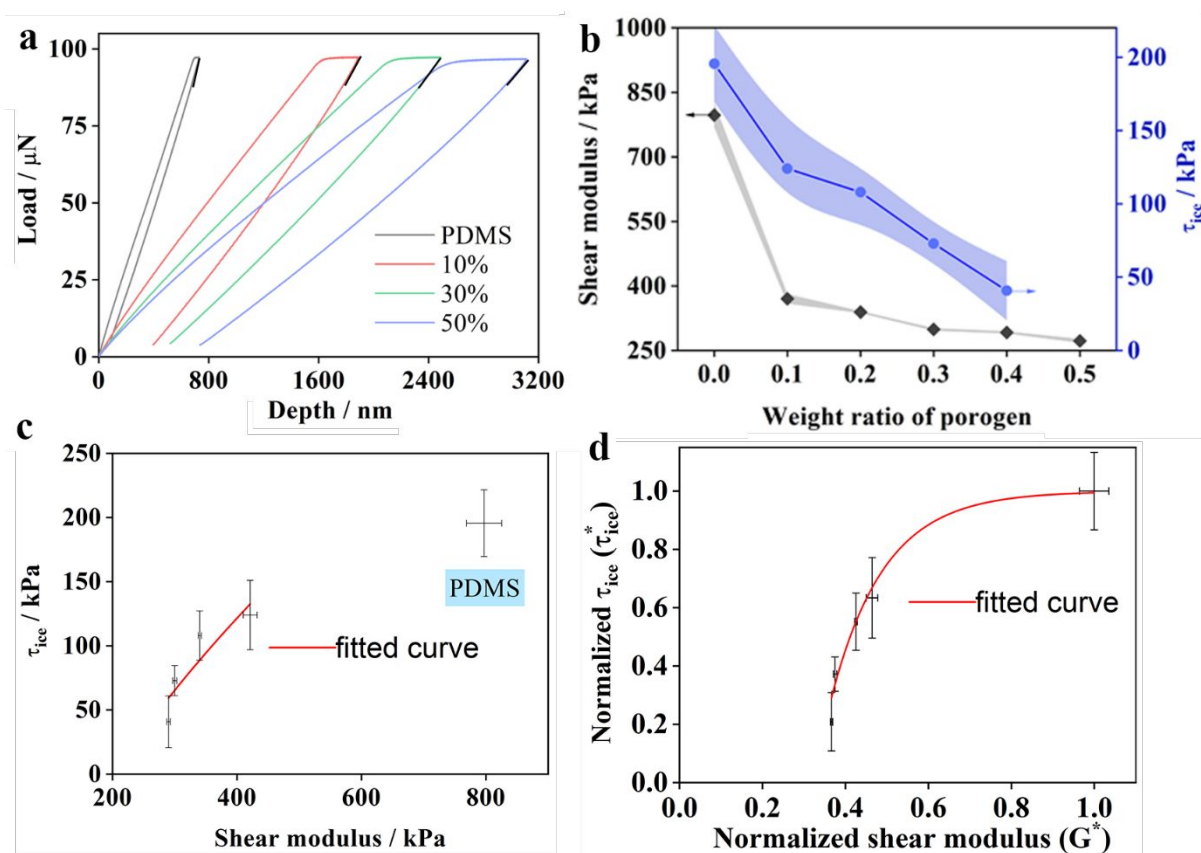 a
100
75
50
25
0
Load / μN
PDMS
10%
30%
50%
0 800 1600 2400 3200
Depth / nm
b
1000
850
700
550
400
250
Shear modulus / kPa
200
150
100
50
0
τice / kPa
0.0 0.1 0.2 0.3 0.4 0.5
Weight ratio of porogen
c
250
200
150
100
50
0
τice / kPa
PDMS
fitted curve
200 400 600 800
Shear modulus / kPa
d
1.0
0.8
0.6
0.4
0.2
0.0
Normalized τice (τ*ice)
fitted curve
0.0 0.2 0.4 0.6 0.8 1.0
Normalized shear modulus (G*)